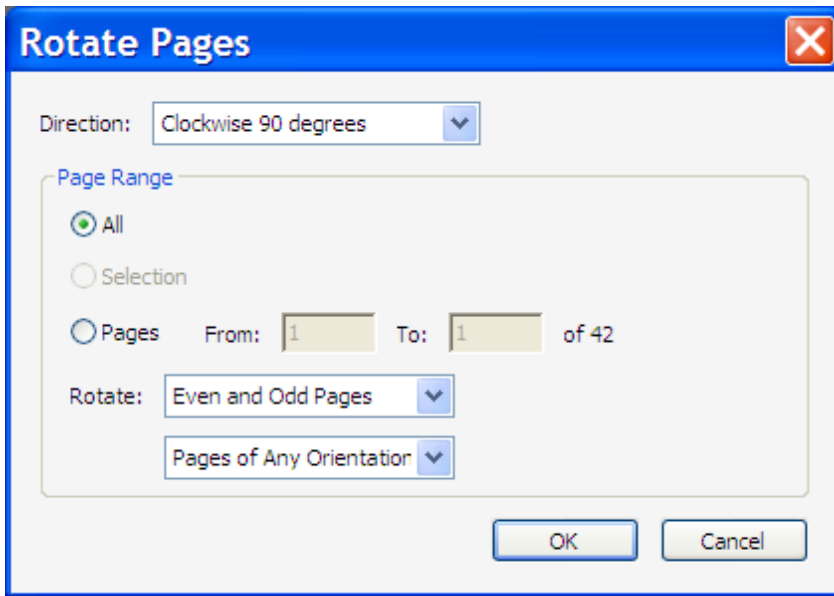 Rotate Pages
Direction: Clockwise 90 degrees
Page Range
All
Selection
Pages From: 1 To: 1 of 42
Rotate: Even and Odd Pages
Pages of Any Orientation
OK Cancel